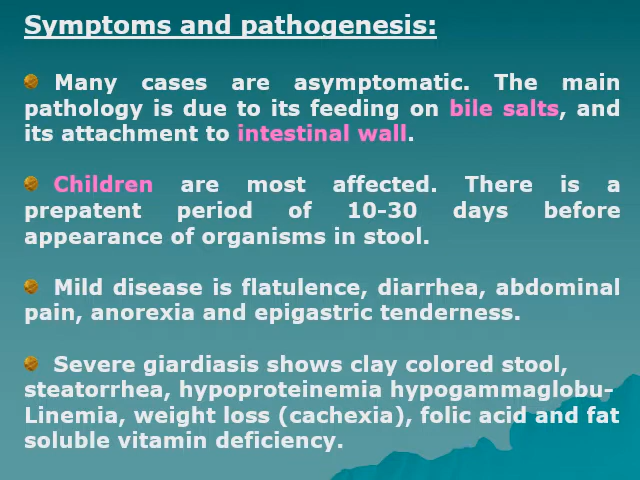 Symptoms and pathogenesis:
Many cases are asymptomatic. The main
pathology is due to its feeding on bile salts, and
its attachment to intestinal wall.
Children are most affected. There is a
prepatent period of 10-30 days before
appearance of organisms in stool.
Mild disease is flatulence, diarrhea, abdominal
pain, anorexia and epigastric tenderness.
Severe giardiasis shows clay colored stool,
steatorrhea, hypoproteinemia hypogammaglobu-
Linemia, weight loss (cachexia), folic acid and fat
soluble vitamin deficiency.